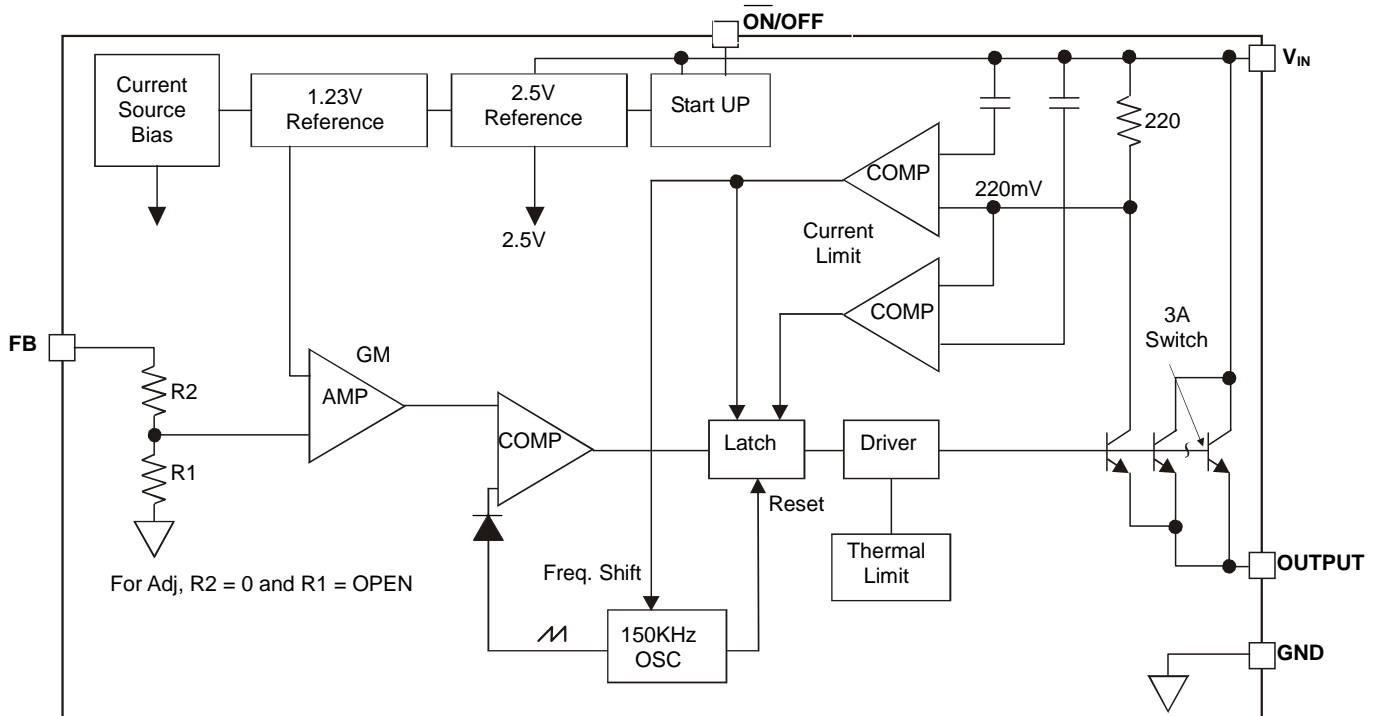 ON/OFF
VIN
Current
Source
Bias
1.23V
Reference
2.5V
Reference
Start UP
220
COMP
220mV
2.5V
Current
Limit
COMP
3A
Switch
FB
GM
R2
AMP
COMP
Latch
Driver
R1
Reset
Thermal
Limit
OUTPUT
Freq. Shift
For Adj, R2 = 0 and R1 = OPEN
150KHz
OSC
GND